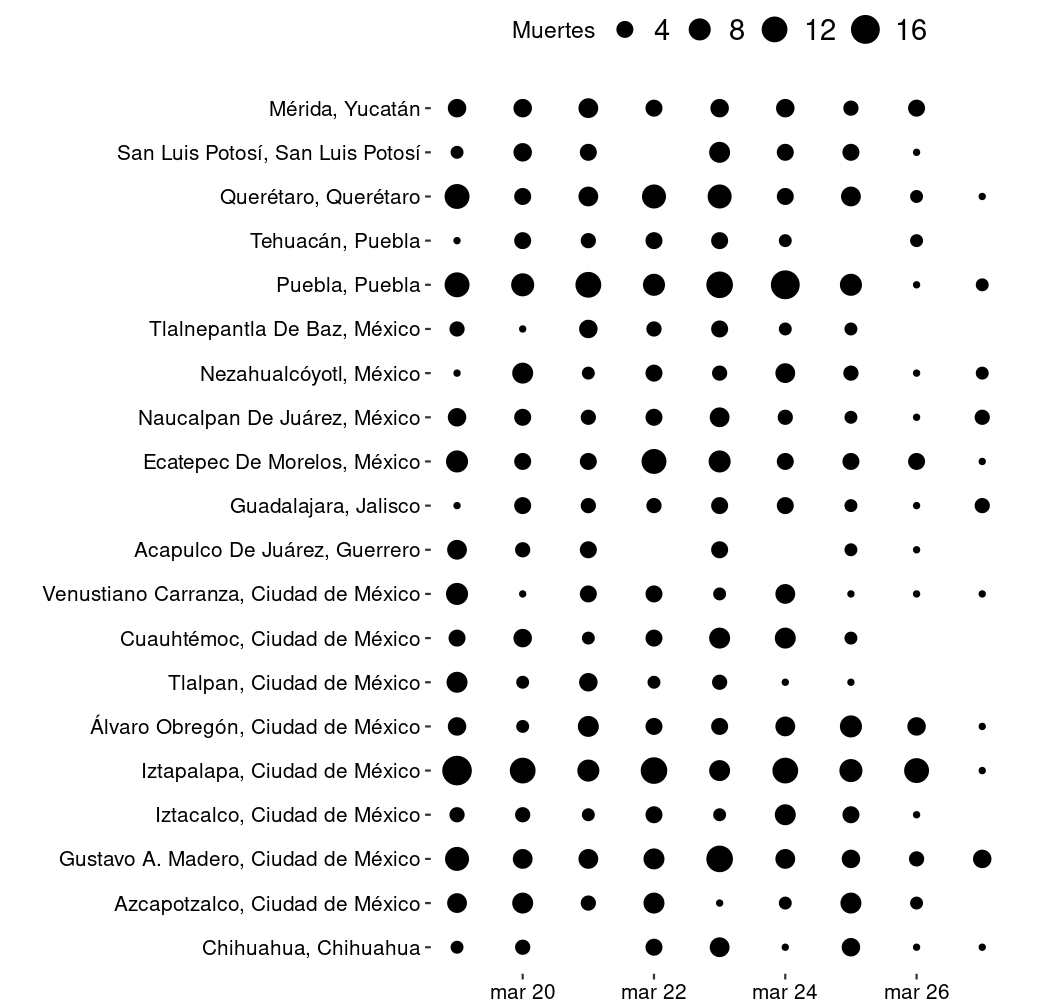 Muertes 4 8 12 16
Mérida, Yucatán
San Luis Potosí, San Luis Potosí
Querétaro, Querétaro
Tehuacán, Puebla
Puebla, Puebla
Tlalnepantla De Baz, México
Nezahualcóyotl, México
Naucalpan De Juárez, México
Ecatepec De Morelos, México
Guadalajara, Jalisco
Acapulco De Juárez, Guerrero
Venustiano Carranza, Ciudad de México
Cuauhtémoc, Ciudad de México
Tlalpan, Ciudad de México
Álvaro Obregón, Ciudad de México
Iztapalapa, Ciudad de México
Iztacalco, Ciudad de México
Gustavo A. Madero, Ciudad de México
Azcapotzalco, Ciudad de México
Chihuahua, Chihuahua
mar 20 mar 22 mar 24 mar 26